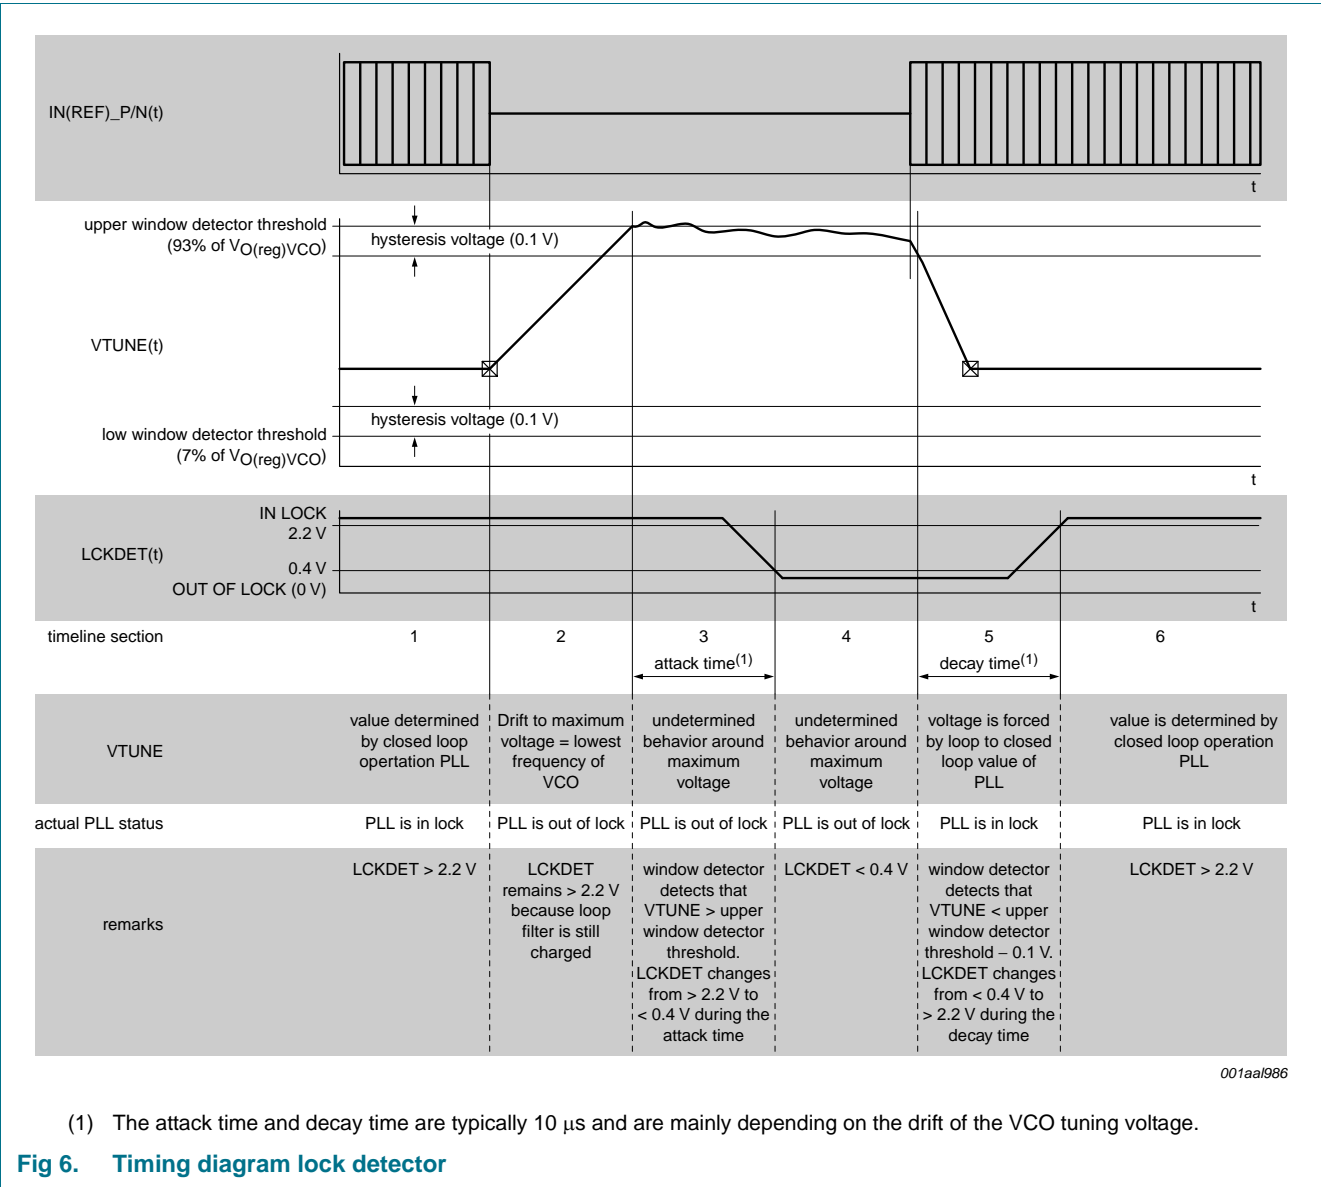 IN(REF)_P/N(t)
t
upper window detector threshold
(93% of VO(reg)VCO)
hysteresis voltage (0.1 V)
VTUNE(t)
hysteresis voltage (0.1 V)
low window detector threshold
(7% of VO(reg)VCO)
t
IN LOCK
2.2 V
LCKDET(t)
0.4 V
OUT OF LOCK (0 V)
t
timeline section 1 2 3 4 5 6
attack time(1) decay time(1)
VTUNE
value determined
by closed loop
opertation PLL
Drift to maximum
voltage = lowest
frequency of
VCO
undetermined
behavior around
maximum
voltage
undetermined
behavior around
maximum
voltage
voltage is forced
by loop to closed
loop value of
PLL
value is determined by
closed loop operation
PLL
actual PLL status PLL is in lock PLL is out of lock PLL is out of lock PLL is out of lock PLL is in lock PLL is in lock
remarks
LCKDET > 2.2 V
LCKDET
remains > 2.2 V
because loop
filter is still
charged
window detector
detects that
VTUNE > upper
window detector
threshold.
LCKDET changes
from > 2.2 V to
< 0.4 V during the
attack time
LCKDET < 0.4 V
window detector
detects that
VTUNE < upper
window detector
threshold − 0.1 V.
LCKDET changes
from < 0.4 V to
> 2.2 V during the
decay time
LCKDET > 2.2 V
001aal986
(1) The attack time and decay time are typically 10 μs and are mainly depending on the drift of the VCO tuning voltage.
Fig 6. Timing diagram lock detector